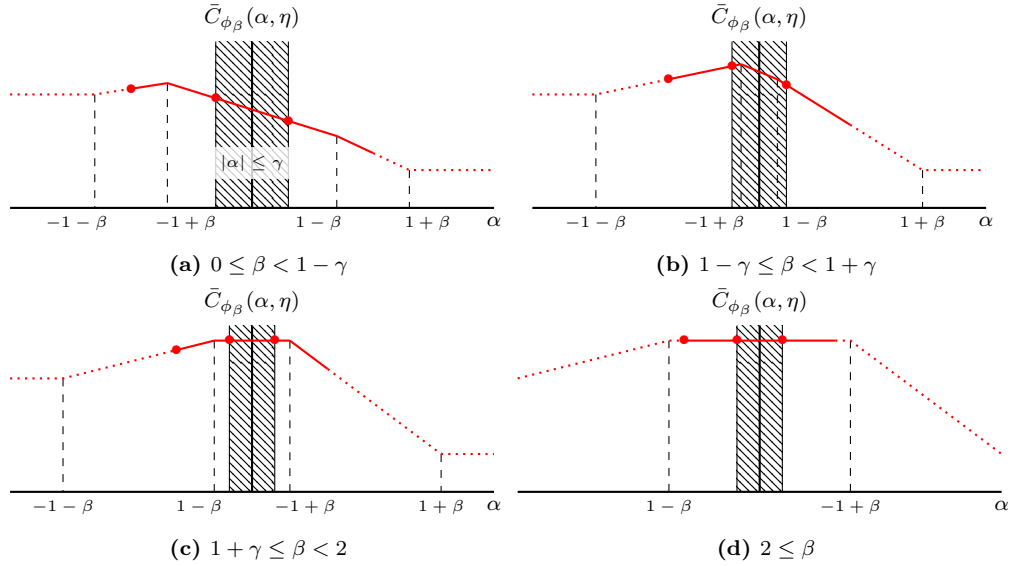 C̄_{ϕ_β}(α, η)
C̄_{ϕ_β}(α, η)
|α| ≤ γ
−1 − β
−1 + β
1 − β
1 + β
α
−1 − β
−1 + β
1 − β
1 + β
α
(a) 0 ≤ β < 1 − γ
(b) 1 − γ ≤ β < 1 + γ
C̄_{ϕ_β}(α, η)
C̄_{ϕ_β}(α, η)
−1 − β
1 − β
-1 + β
1 + β
α
1 − β
−1 + β
α
(c) 1 + γ ≤ β < 2
(d) 2 ≤ β